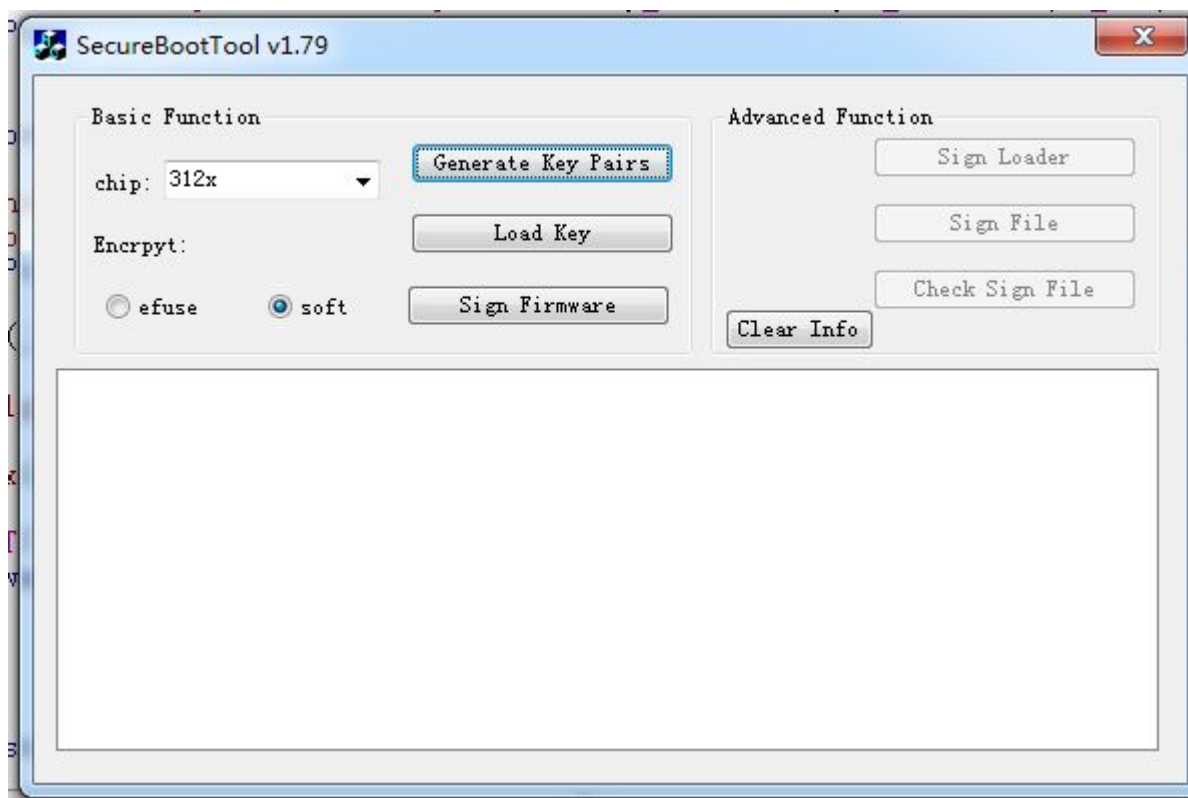 SecureBootTool v1.79
Basic Function
chip: 312x
Generate Key Pairs
Load Key
Encrpyt:
efuse
soft
Sign Firmware
Advanced Function
Sign Loader
Sign File
Check Sign File
Clear Info